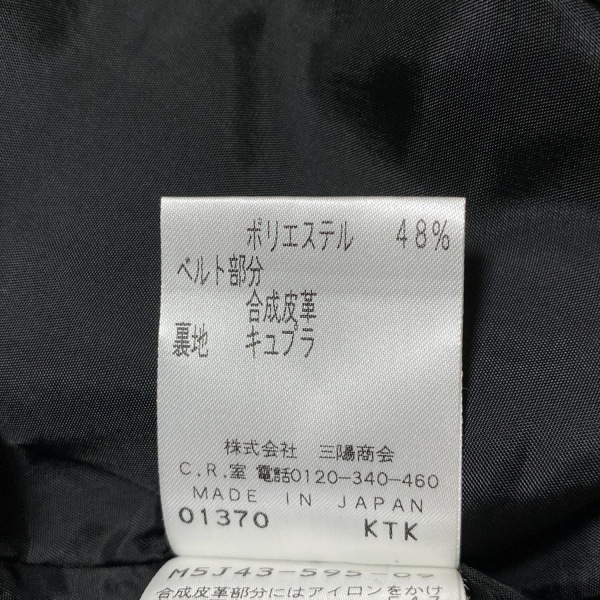 ポリエステル 48%
ベルト部分
合成皮革
裏地 キュプラ
株式会社 三陽商会
C.R.室 電話0120-340-460
MADE IN JAPAN
01370 KTK
M5J43-595-09
合成皮革部分にはアイロンをかけ